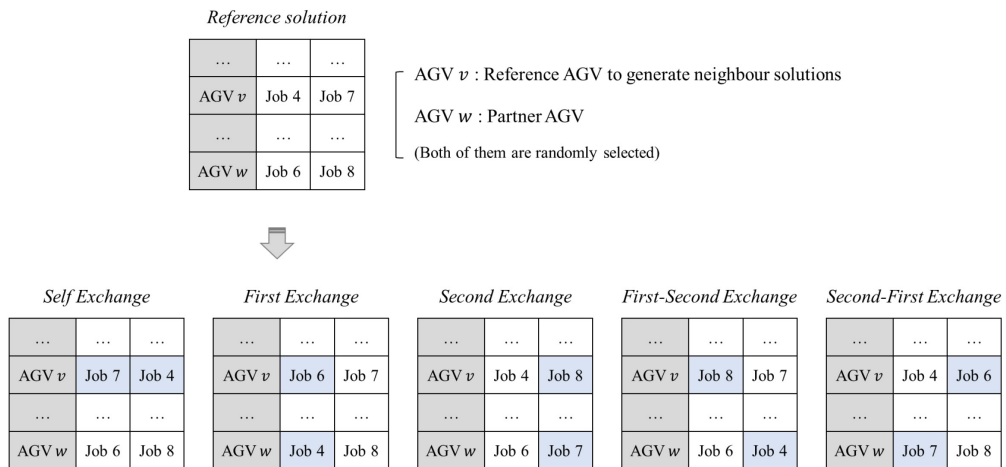 Reference solution
… … …
AGV v Job 4 Job 7
… … …
AGV w Job 6 Job 8
AGV v : Reference AGV to generate neighbour solutions
AGV w : Partner AGV
(Both of them are randomly selected)
Self Exchange
… … …
AGV v Job 7 Job 4
… … …
AGV w Job 6 Job 8
First Exchange
… … …
AGV v Job 6 Job 7
… … …
AGV w Job 4 Job 8
Second Exchange
… … …
AGV v Job 4 Job 8
… … …
AGV w Job 6 Job 7
First-Second Exchange
… … …
AGV v Job 8 Job 7
… … …
AGV w Job 6 Job 4
Second-First Exchange
… … …
AGV v Job 4 Job 6
… … …
AGV w Job 7 Job 8